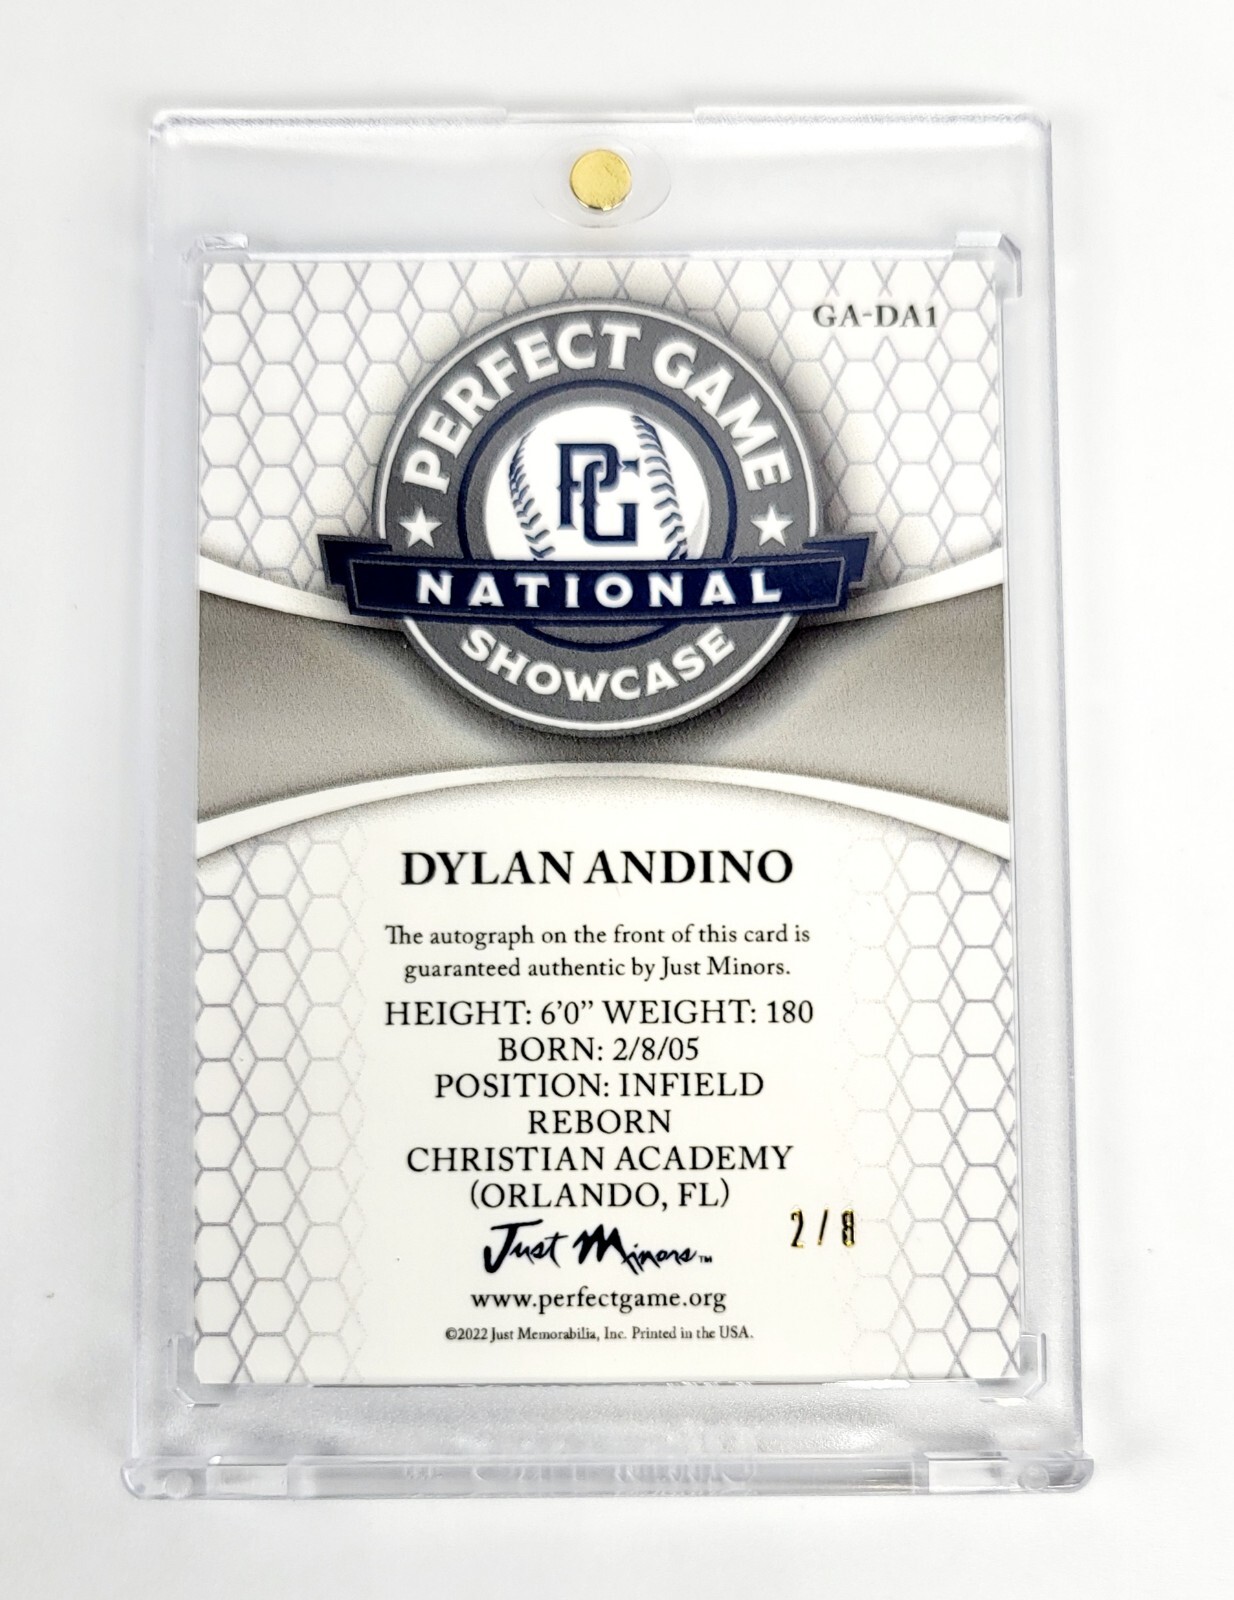 GA-DA1
PERFECT GAME
PG
NATIONAL
SHOWCASE
DYLAN ANDINO
The autograph on the front of this card is
guaranteed authentic by Just Minors.
HEIGHT: 6'0” WEIGHT: 180
BORN: 2/8/05
POSITION: INFIELD
REBORN
CHRISTIAN ACADEMY
(ORLANDO, FL)
2/8
Just Minors™
www.perfectgame.org
©2022 Just Memorabilia, Inc. Printed in the USA.